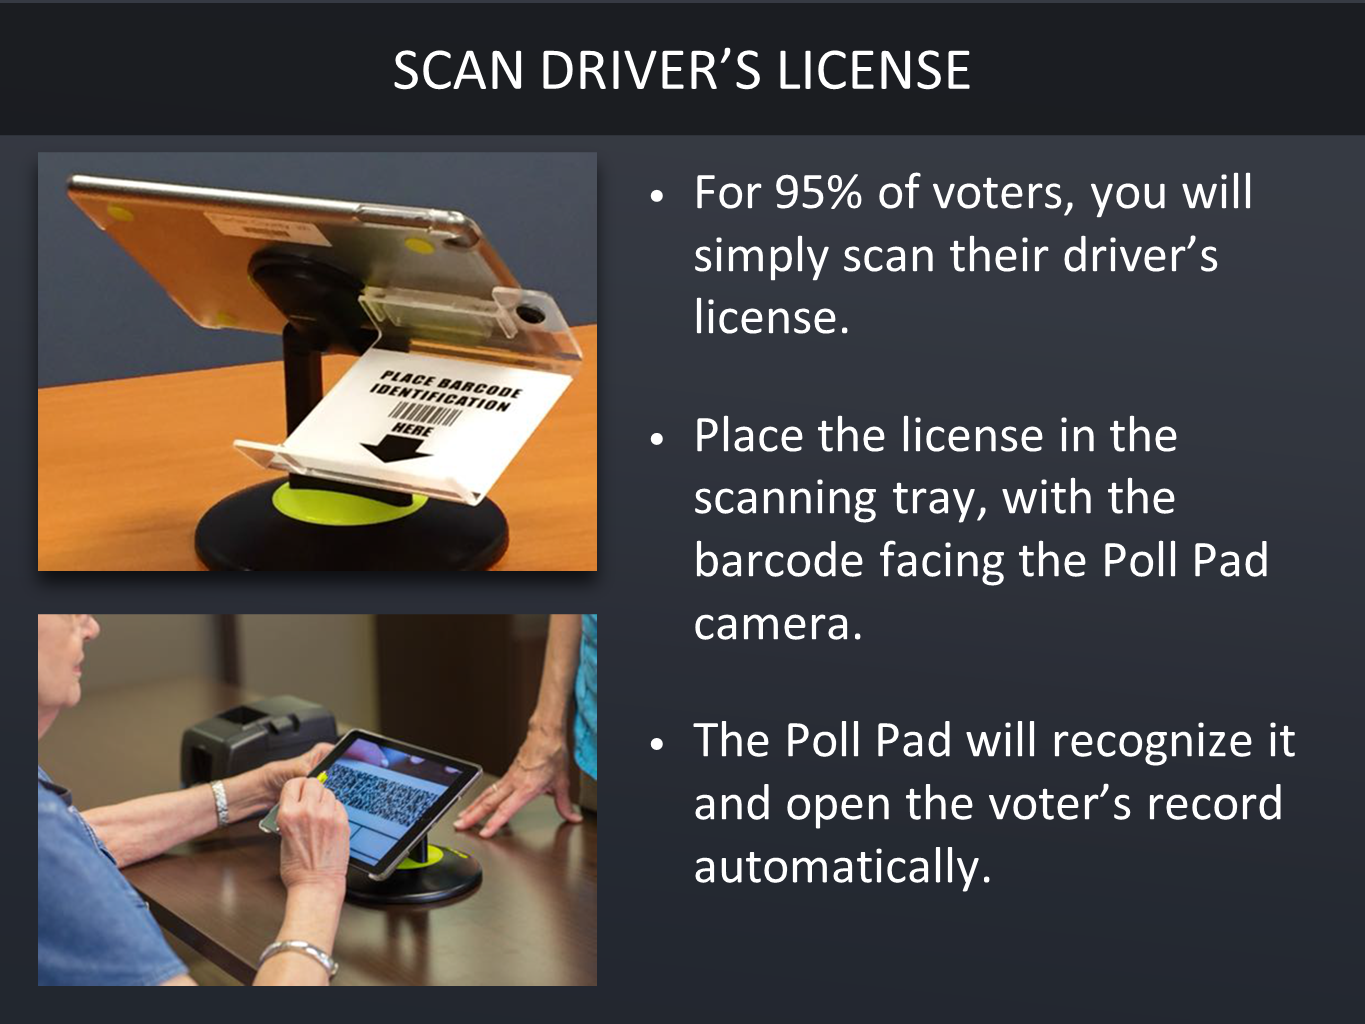 SCAN DRIVER’S LICENSE
PLACE BARCODE
IDENTIFICATION
HERE
• For 95% of voters, you will
simply scan their driver’s
license.
• Place the license in the
scanning tray, with the
barcode facing the Poll Pad
camera.
• The Poll Pad will recognize it
and open the voter’s record
automatically.